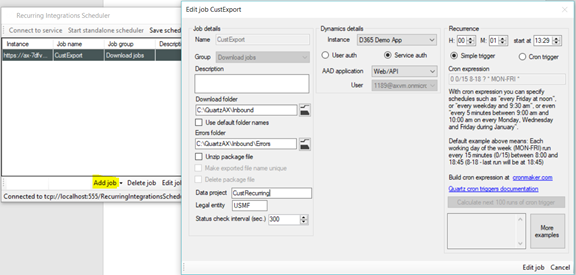 Recurring Integrations Scheduler
Connect to service Start standalone scheduler Save sched
Instance Job name Job group Description
https://ax-7dfv CustExport Download jobs
Add job Delete job Edit jo
Connected to tcp://localhost:555/RecurringIntegrationsSchedule
Edit job CustExport
Job details
Name CustExport
Group Download jobs
Description
Download folder
C:\QuartzAX\Inbound
Use default folder names
Errors folder
C:\QuartzAX\Inbound\Errors
Unzip package file
Make exported file name unique
Delete package file
Data project CustRecurring
Legal entity USMF
Status check interval (sec.) 300
Dynamics details
Instance D365 Demo App
User auth Service auth
AAD application Web/API
User
Recurrence
H: 00 M: 01 start at 13:29
Simple trigger Cron trigger
Cron expression
0 0/15 8-18 ? * MON-FRI *
With cron expression you can specify
schedules such as "every Friday at noon",
or "every weekday and 9:30 am", or even
"every 5 minutes between 9:00 am and
10:00 am on every Monday, Wednesday
and Friday during January".
Default example above means: Each
working day of the week (MON-FRI) run
every 15 minutes (0/15) between 8:00 and
18:45 (8-18 - last run will be at 18:45)
Build cron expression at cronmaker.com
Quartz cron triggers documentation
Calculate next 100 runs of cron trigger
More
examples
Edit job Cancel